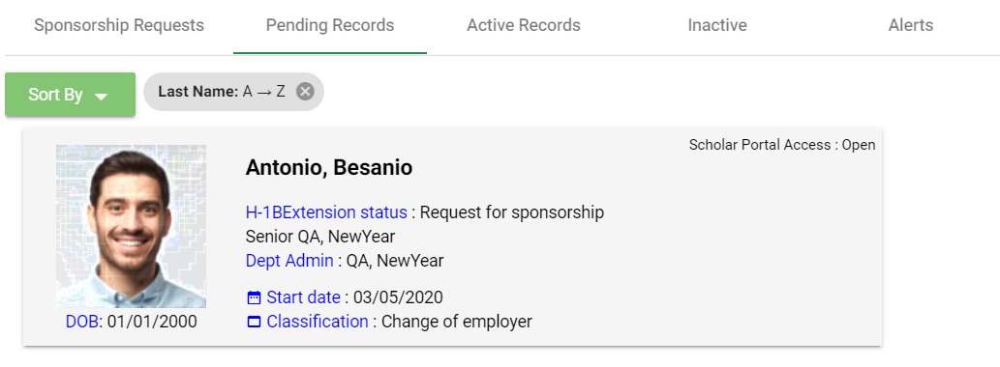 Sponsorship Requests Pending Records Active Records Inactive Alerts
Sort By Last Name: A → Z
Scholar Portal Access : Open
Antonio, Besanio
H-1BExtension status : Request for sponsorship
Senior QA, NewYear
Dept Admin : QA, NewYear
Start date : 03/05/2020
DOB: 01/01/2000 Classification : Change of employer